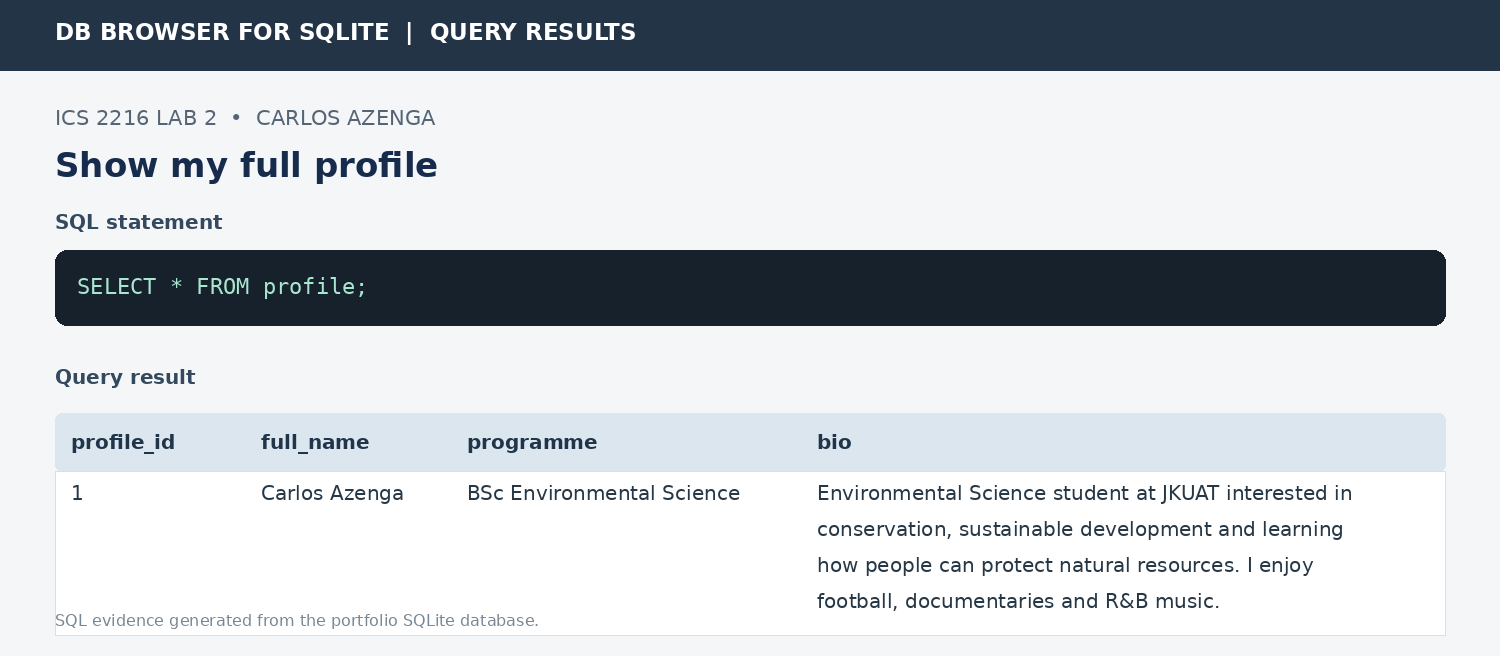 DB BROWSER FOR SQLITE | QUERY RESULTS
ICS 2216 LAB 2 • CARLOS AZENGA
Show my full profile
SQL statement
SELECT * FROM profile;
Query result
profile_id full_name programme bio
1 Carlos Azenga BSc Environmental Science Environmental Science student at JKUAT interested in
conservation, sustainable development and learning
how people can protect natural resources. I enjoy
football, documentaries and R&B music.
SQL evidence generated from the portfolio SQLite database.